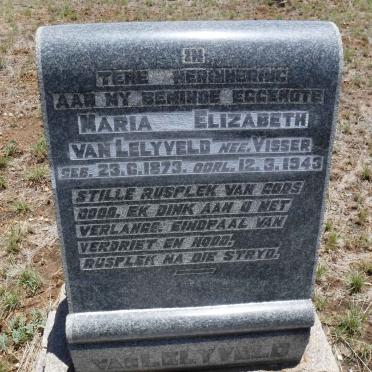 IN
TERE HERINNERING
AAN MY BEMINDE EGGENOTE
MARIA ELIZABETH
VAN LELYVELD NEE. VISSER
GEB. 23.6.1873. OORL. 12.3.1943
STILLE RUSPLEK VAN GODS
DOOD, EK DINK AAN U MET
VERLANGE, EINDPAAL VAN
VERDRIET EN NOOD,
RUSPLEK NA DIE STRYD.
VAN LELYVELD